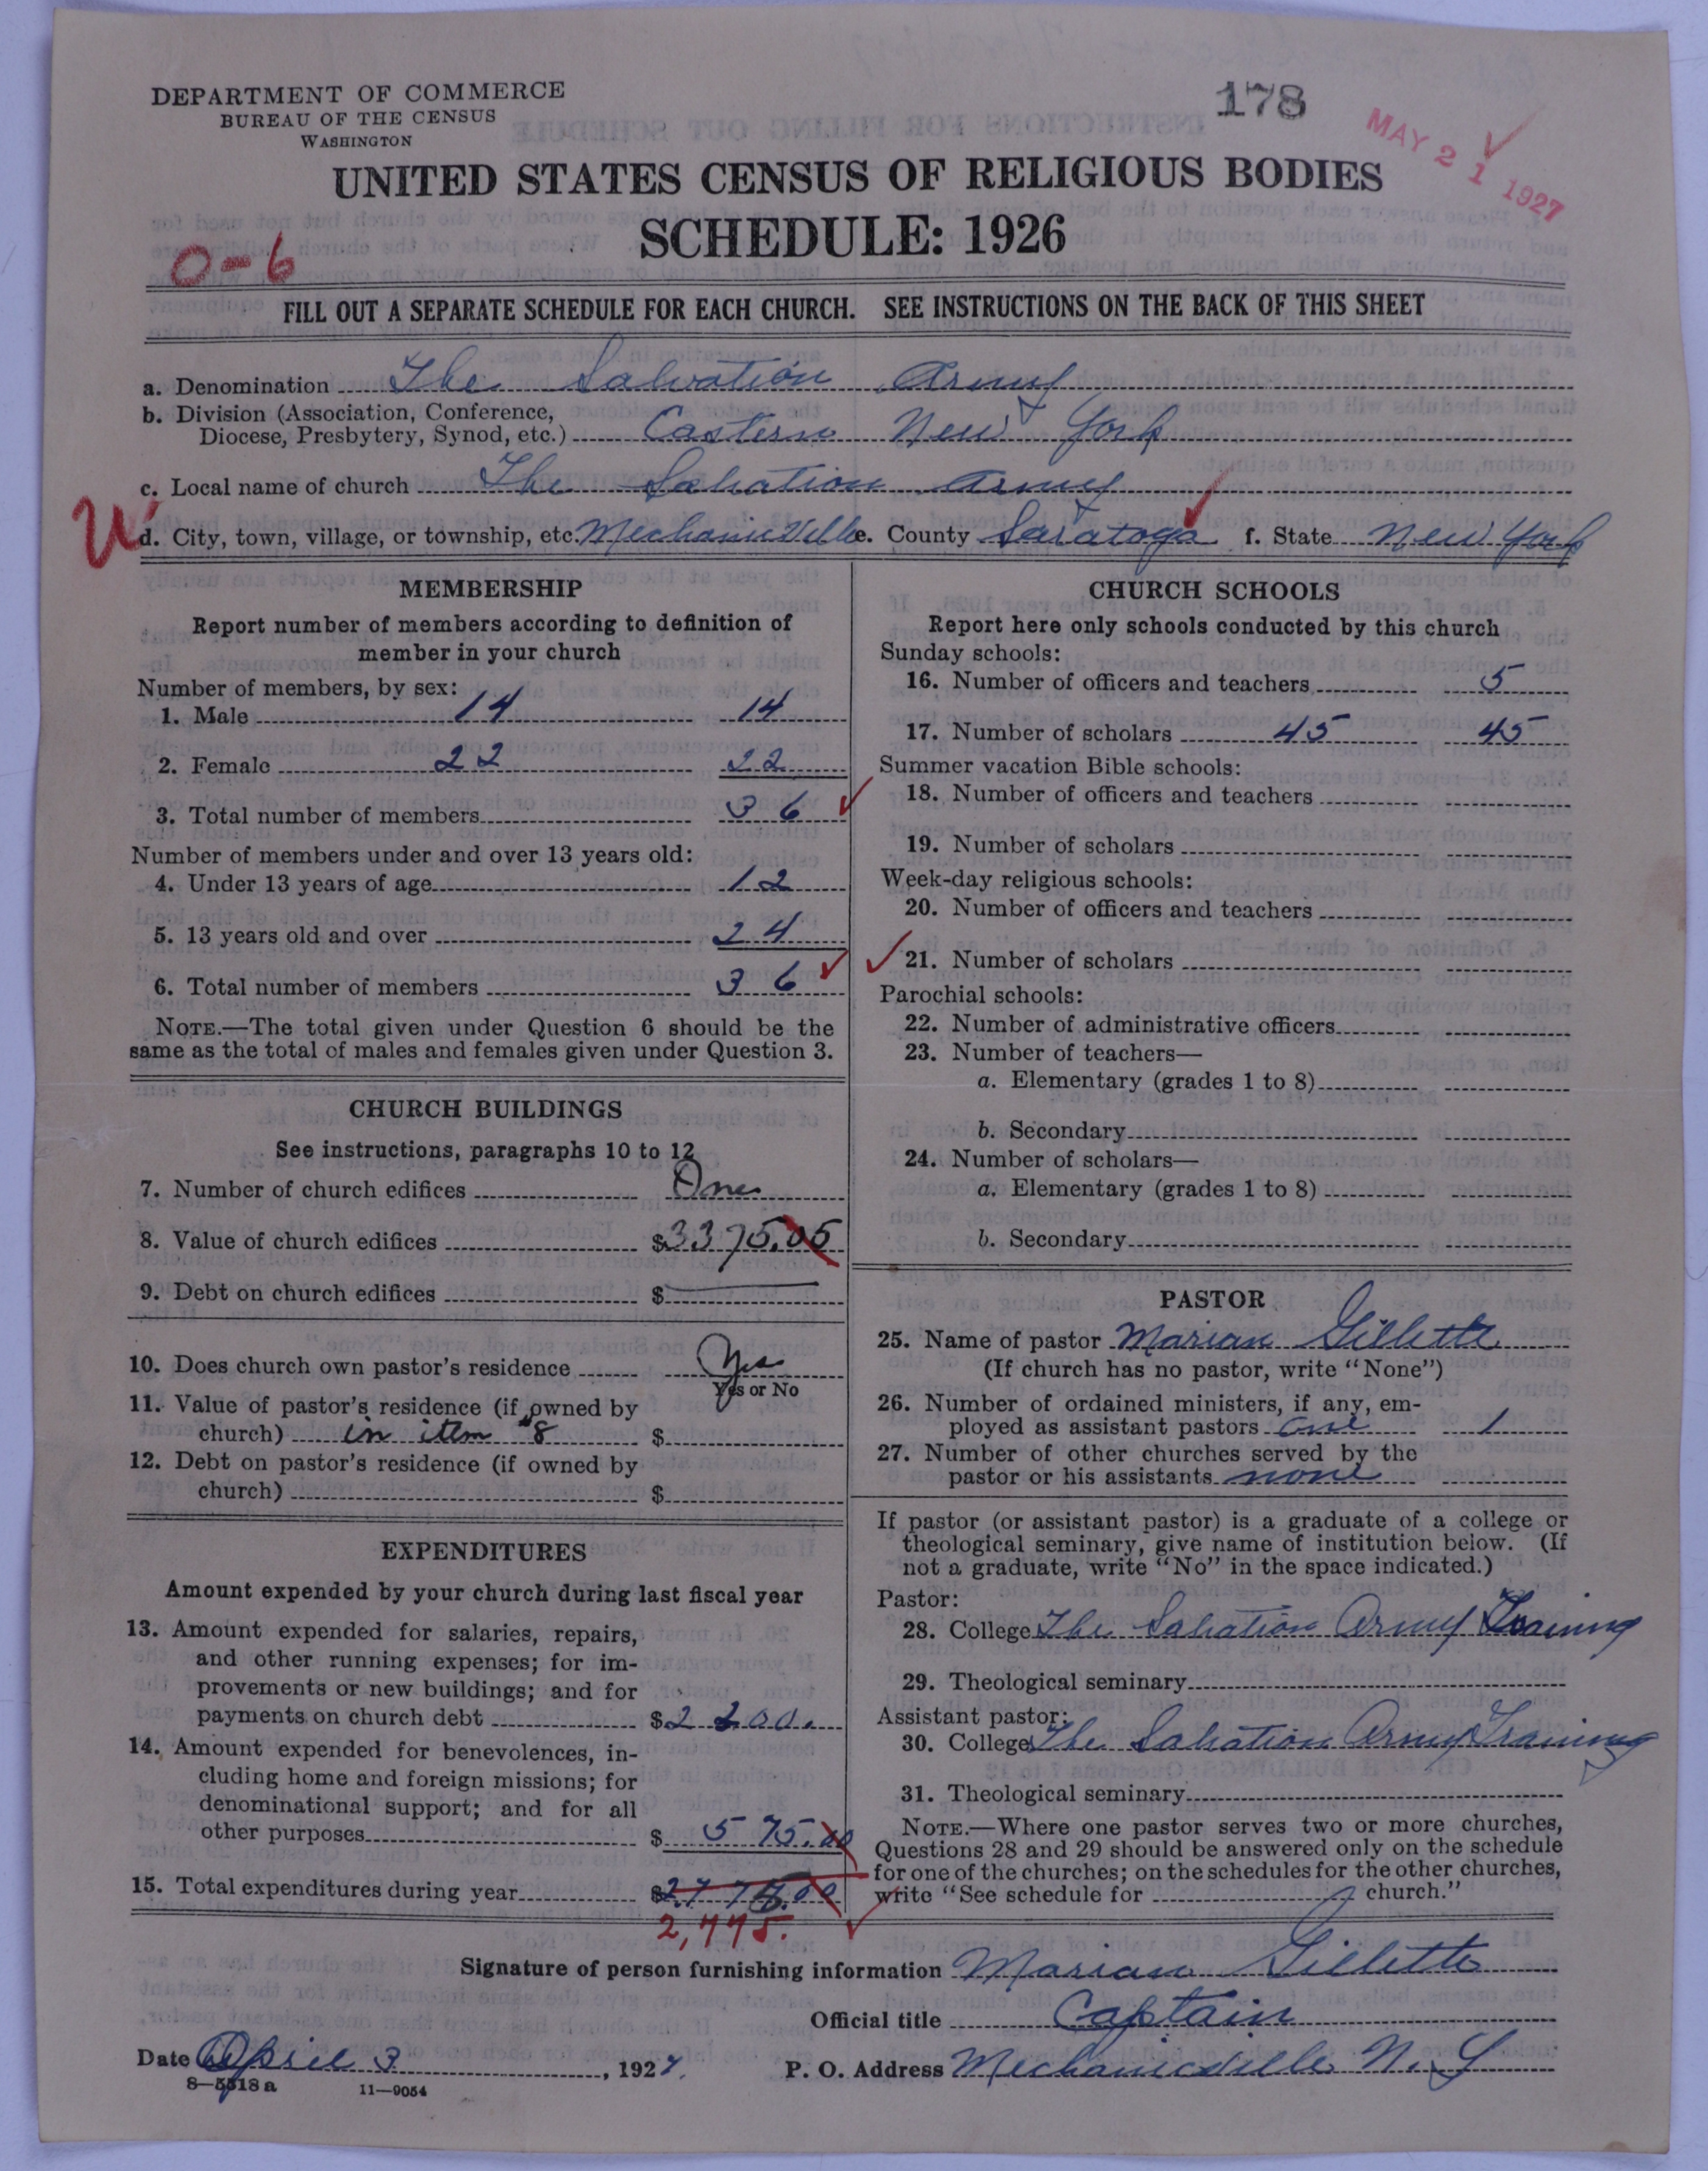 DEPARTMENT OF COMMERCE
BUREAU OF THE CENSUS
WASHINGTON
178
MAY 21 1927
UNITED STATES CENSUS OF RELIGIOUS BODIES
SCHEDULE: 1926
0-6
FILL OUT A SEPARATE SCHEDULE FOR EACH CHURCH. SEE INSTRUCTIONS ON THE BACK OF THIS SHEET
a. Denomination The Salvation Army
b. Division (Association, Conference,
Diocese, Presbytery, Synod, etc.) Eastern New York
c. Local name of church The Salvation Army
d. City, town, village, or township, etc. Mechanicville e. County Saratoga f. State New York
MEMBERSHIP
Report number of members according to definition of
member in your church
Number of members, by sex:
1. Male 14 14
2. Female 22 22
3. Total number of members 36
Number of members under and over 13 years old:
4. Under 13 years of age 12
5. 13 years old and over 24
6. Total number of members 36
NOTE.—The total given under Question 6 should be the
same as the total of males and females given under Question 3.
CHURCH BUILDINGS
See instructions, paragraphs 10 to 12
7. Number of church edifices One
8. Value of church edifices $3375.05
9. Debt on church edifices $
10. Does church own pastor's residence Yes
Yes or No
11. Value of pastor's residence (if owned by
church) in item #8 $
12. Debt on pastor's residence (if owned by
church) $
EXPENDITURES
Amount expended by your church during last fiscal year
13. Amount expended for salaries, repairs,
and other running expenses; for im-
provements or new buildings; and for
payments on church debt $2200.
14. Amount expended for benevolences, in-
cluding home and foreign missions; for
denominational support; and for all
other purposes $575.00
15. Total expenditures during year $2775.00
2,775.
CHURCH SCHOOLS
Report here only schools conducted by this church
Sunday schools:
16. Number of officers and teachers 5
17. Number of scholars 45 45
Summer vacation Bible schools:
18. Number of officers and teachers
19. Number of scholars
Week-day religious schools:
20. Number of officers and teachers
21. Number of scholars
Parochial schools:
22. Number of administrative officers
23. Number of teachers—
a. Elementary (grades 1 to 8)
b. Secondary
24. Number of scholars—
a. Elementary (grades 1 to 8)
b. Secondary
PASTOR
25. Name of pastor Marian Gillette
(If church has no pastor, write "None")
26. Number of ordained ministers, if any, em-
ployed as assistant pastors one 1
27. Number of other churches served by the
pastor or his assistants none
If pastor (or assistant pastor) is a graduate of a college or
theological seminary, give name of institution below. (If
not a graduate, write "No" in the space indicated.)
Pastor:
28. College The Salvation Army Training
29. Theological seminary
Assistant pastor:
30. College The Salvation Army Training
31. Theological seminary
NOTE.—Where one pastor serves two or more churches,
Questions 28 and 29 should be answered only on the schedule
for one of the churches; on the schedules for the other churches,
write "See schedule for church."
Signature of person furnishing information Marian Gillette
Official title Captain
Date April 3, 1927. P. O. Address Mechanicville N. Y
8—5518a 11—9054